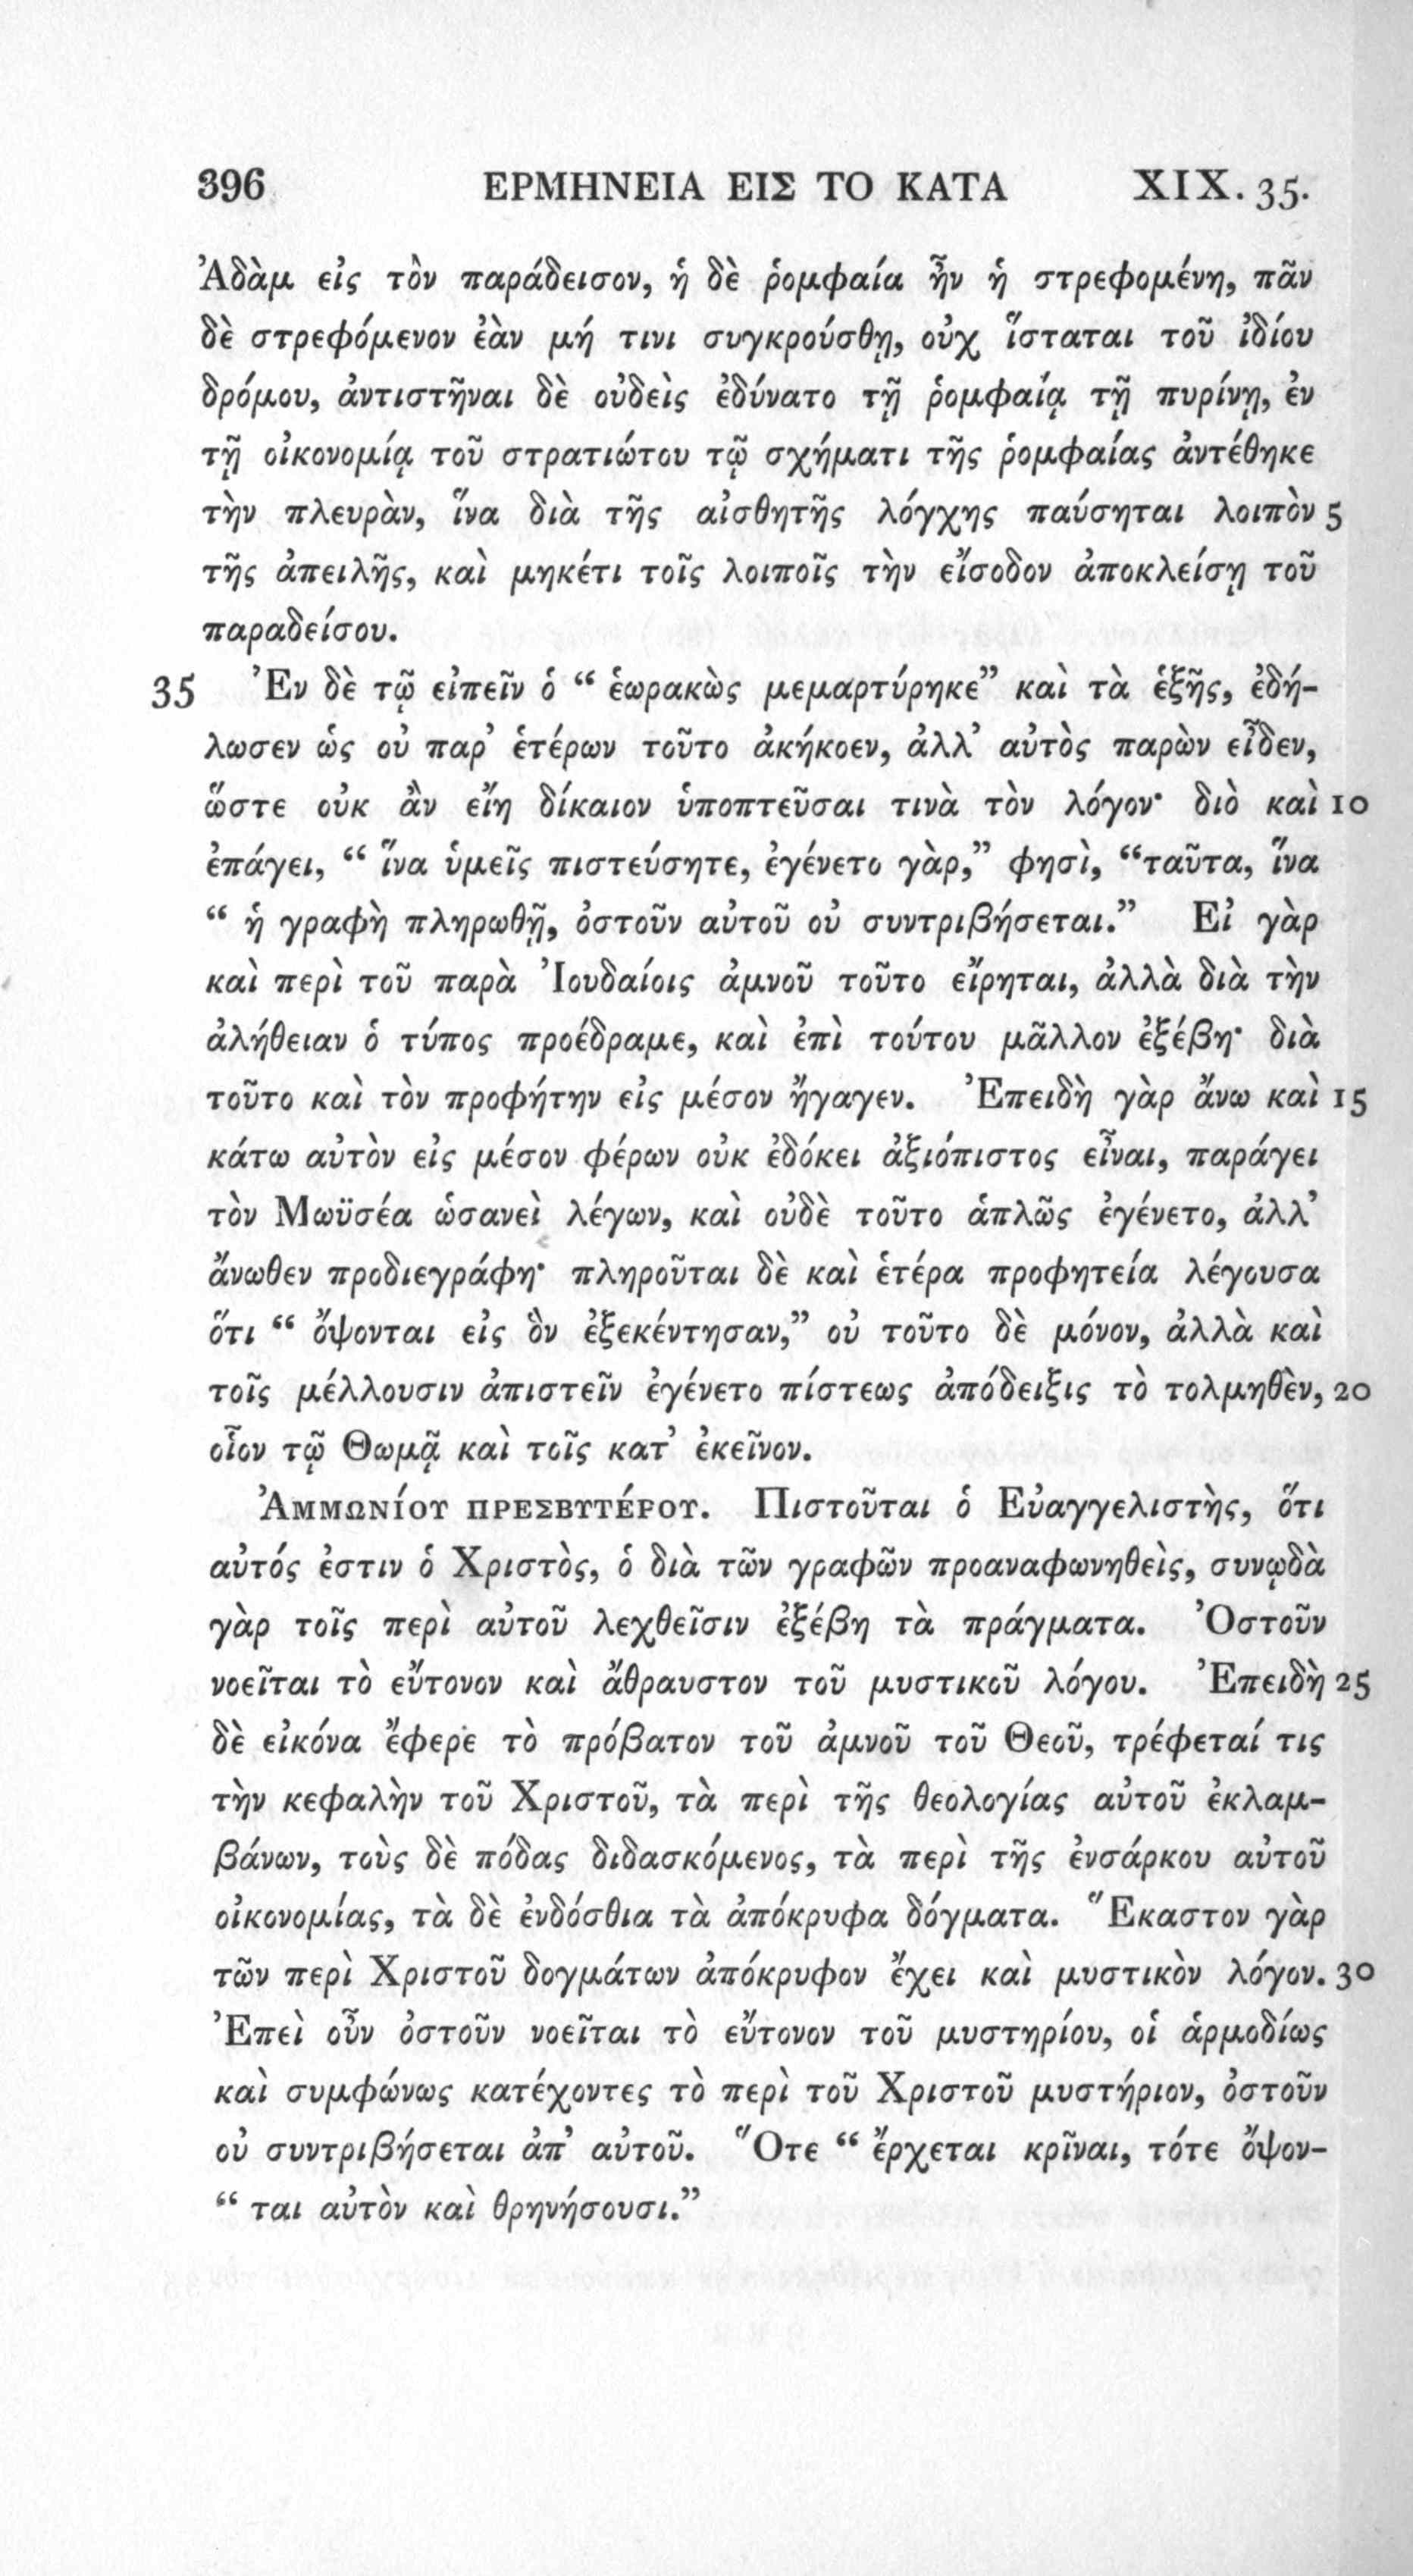 396 ΕΡΜΗΝΕΙΑ ΕΙΣ ΤΟ ΚΑΤΑ XIX. 35.
Ἀδὰμ εἰς τὸν παράδεισον, ἡ δὲ ῥομφαία ἦν ἡ στρεφομένη, πᾶν
δὲ στρεφόμενον ἐὰν μή τινι συγκρούσθῃ, οὐχ ἵσταται τοῦ ἰδίου
δρόμου, ἀντιστῆναι δὲ οὐδεὶς ἐδύνατο τῇ ῥομφαίᾳ τῇ πυρίνῃ, ἐν
τῇ οἰκονομίᾳ τοῦ στρατιώτου τῷ σχήματι τῆς ῥομφαίας ἀντέθηκε
τὴν πλευρὰν, ἵνα διὰ τῆς αἰσθητῆς λόγχης παύσηται λοιπὸν 5
τῆς ἀπειλῆς, καὶ μηκέτι τοῖς λοιποῖς τὴν εἴσοδον ἀποκλείσῃ τοῦ
παραδείσου.
35 Ἐν δὲ τῷ εἰπεῖν ὁ “ ἑωρακὼς μεμαρτύρηκε” καὶ τὰ ἑξῆς, ἐδή-
λωσεν ὡς οὐ παρ’ ἑτέρων τοῦτο ἀκήκοεν, ἀλλ’ αὐτὸς παρὼν εἶδεν,
ὥστε οὐκ ἂν εἴη δίκαιον ὑποπτεῦσαι τινὰ τὸν λόγον· διὸ καὶ 10
ἐπάγει, “ ἵνα ὑμεῖς πιστεύσητε, ἐγένετο γὰρ,” φησὶ, “ταῦτα, ἵνα
“ ἡ γραφὴ πληρωθῇ, ὀστοῦν αὐτοῦ οὐ συντριβήσεται.” Εἰ γὰρ
καὶ περὶ τοῦ παρὰ Ἰουδαίοις ἀμνοῦ τοῦτο εἴρηται, ἀλλὰ διὰ τὴν
ἀλήθειαν ὁ τύπος προέδραμε, καὶ ἐπὶ τούτου μᾶλλον ἐξέβη· διὰ
τοῦτο καὶ τὸν προφήτην εἰς μέσον ἤγαγεν. Ἐπειδὴ γὰρ ἄνω καὶ 15
κάτω αὐτὸν εἰς μέσον φέρων οὐκ ἐδόκει ἀξιόπιστος εἶναι, παράγει
τὸν Μωϋσέα ὡσανεὶ λέγων, καὶ οὐδὲ τοῦτο ἁπλῶς ἐγένετο, ἀλλ’
ἄνωθεν προδιεγράφη· πληροῦται δὲ καὶ ἑτέρα προφητεία λέγουσα
ὅτι “ ὄψονται εἰς ὃν ἐξεκέντησαν,” οὐ τοῦτο δὲ μόνον, ἀλλὰ καὶ
τοῖς μέλλουσιν ἀπιστεῖν ἐγένετο πίστεως ἀπόδειξις τὸ τολμηθὲν, 20
οἷον τῷ Θωμᾷ καὶ τοῖς κατ’ ἐκεῖνον.
Ἀμμωνίου πρεσβυτέρου. Πιστοῦται ὁ Εὐαγγελιστὴς, ὅτι
αὐτός ἐστιν ὁ Χριστὸς, ὁ διὰ τῶν γραφῶν προαναφωνηθεὶς, συνῳδὰ
γὰρ τοῖς περὶ αὐτοῦ λεχθεῖσιν ἐξέβη τὰ πράγματα. Ὀστοῦν
νοεῖται τὸ εὔτονον καὶ ἄθραυστον τοῦ μυστικοῦ λόγου. Ἐπειδὴ 25
δὲ εἰκόνα ἔφερε τὸ πρόβατον τοῦ ἀμνοῦ τοῦ Θεοῦ, τρέφεταί τις
τὴν κεφαλὴν τοῦ Χριστοῦ, τὰ περὶ τῆς θεολογίας αὐτοῦ ἐκλαμ-
βάνων, τοὺς δὲ πόδας διδασκόμενος, τὰ περὶ τῆς ἐνσάρκου αὐτοῦ
οἰκονομίας, τὰ δὲ ἐνδόσθια τὰ ἀπόκρυφα δόγματα. Ἕκαστον γὰρ
τῶν περὶ Χριστοῦ δογμάτων ἀπόκρυφον ἔχει καὶ μυστικὸν λόγον. 30
Ἐπεὶ οὖν ὀστοῦν νοεῖται τὸ εὔτονον τοῦ μυστηρίου, οἱ ἁρμοδίως
καὶ συμφώνως κατέχοντες τὸ περὶ τοῦ Χριστοῦ μυστήριον, ὀστοῦν
οὐ συντριβήσεται ἀπ’ αὐτοῦ. Ὅτε “ ἔρχεται κρῖναι, τότε ὄψον-
“ ται αὐτὸν καὶ θρηνήσουσι.”